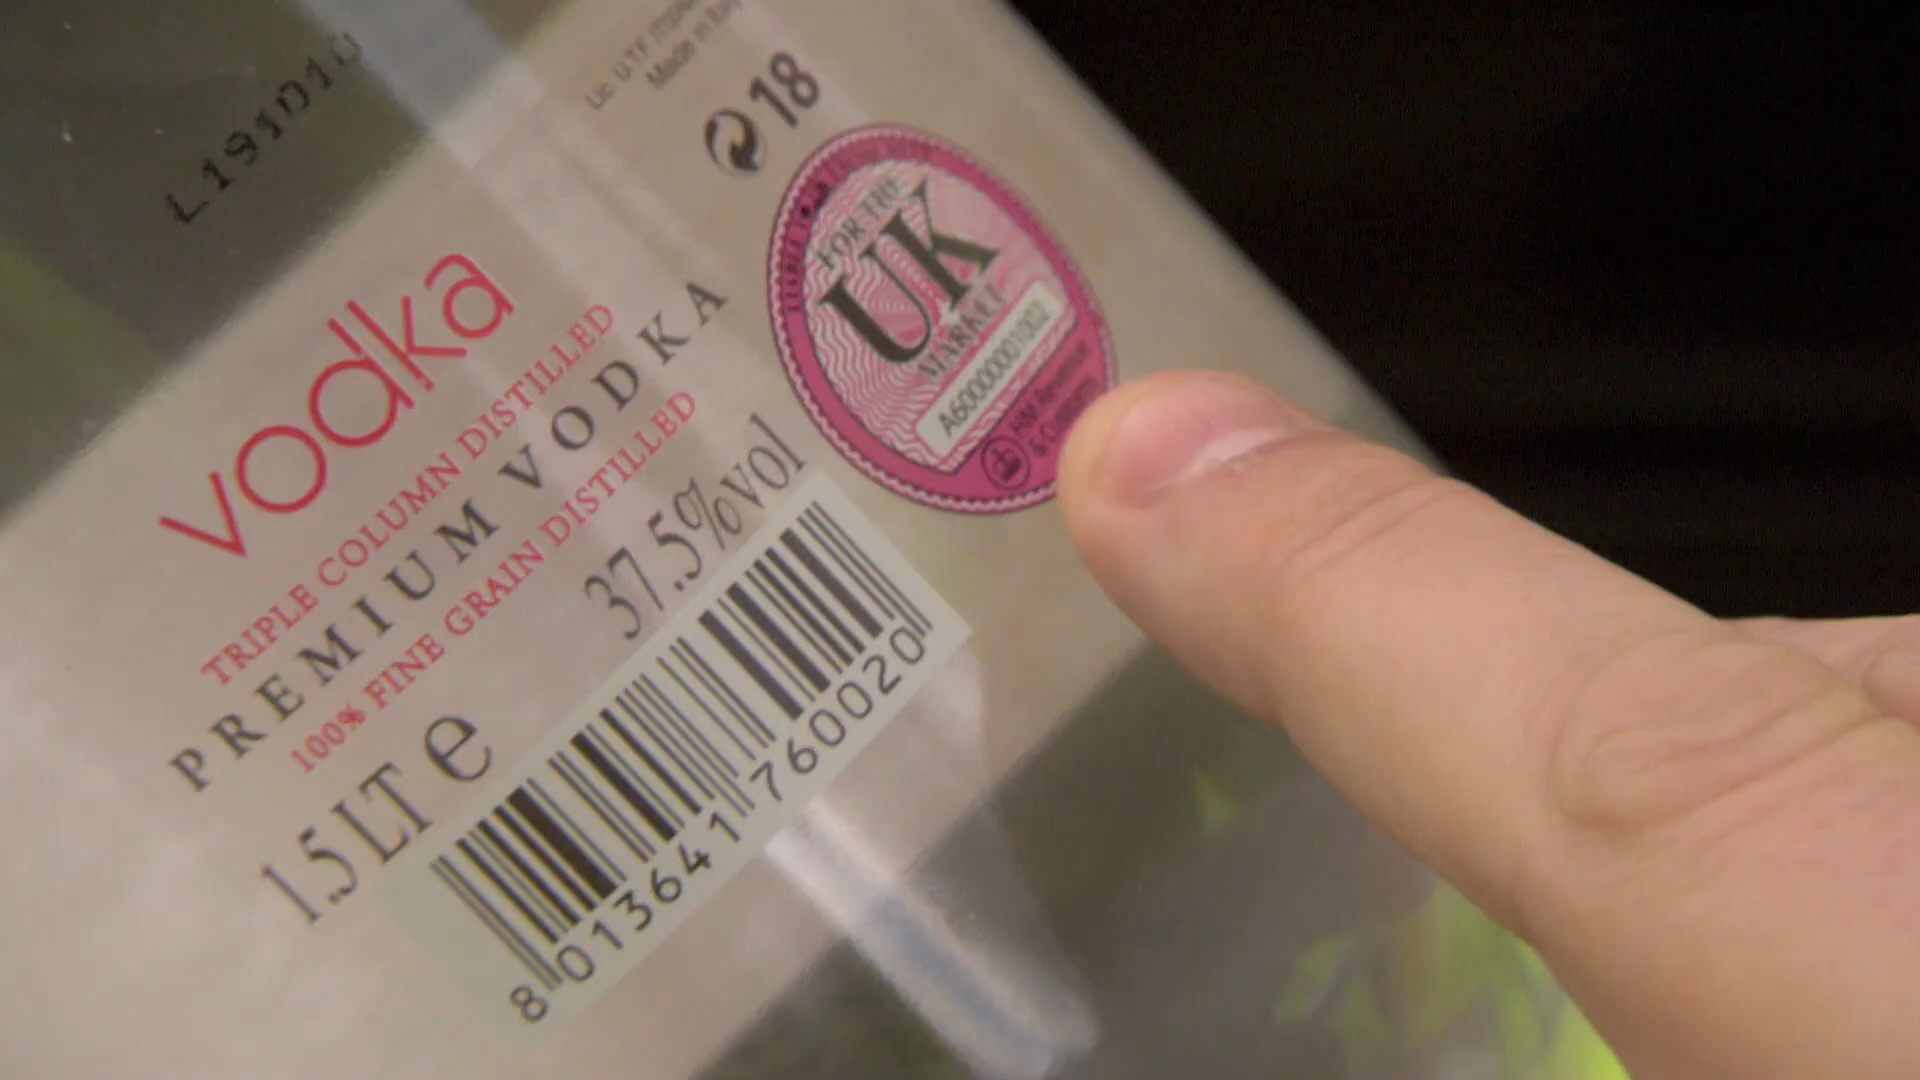 L191D10
Made in Italy
18
vodka
TRIPLE COLUMN DISTILLED
PREMIUM VODKA
100% FINE GRAIN DISTILLED
37.5%vol
1.5 LT e
8 013641 760020
FOR THE
UK
MARKET
A60000001002
HM Revenue
& Customs